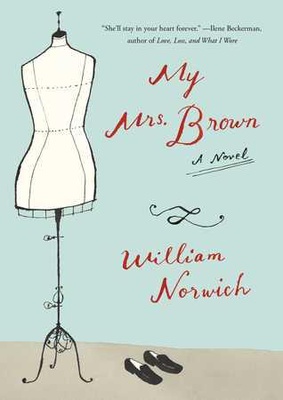 "She'll stay in your heart forever." —Ilene Beckerman,
author of Love, Loss, and What I Wore
My
Mrs. Brown
A Novel
William
Norwich